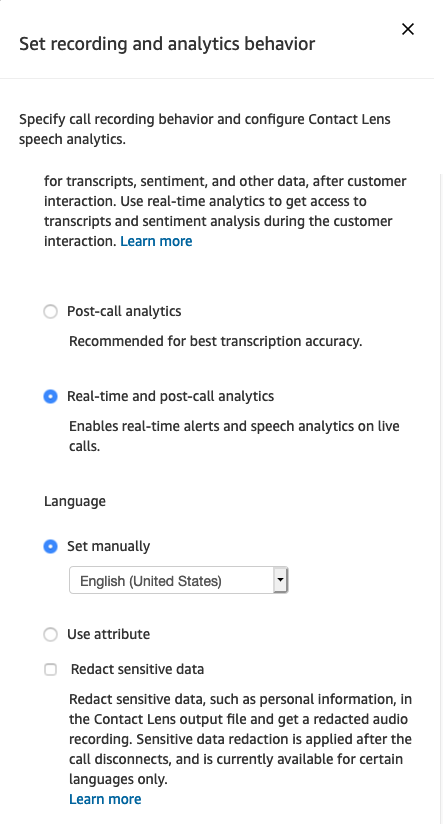 Set recording and analytics behavior
Specify call recording behavior and configure Contact Lens
speech analytics.
for transcripts, sentiment, and other data, after customer
interaction. Use real-time analytics to get access to
transcripts and sentiment analysis during the customer
interaction. Learn more
Post-call analytics
Recommended for best transcription accuracy.
Real-time and post-call analytics
Enables real-time alerts and speech analytics on live
calls.
Language
Set manually
English (United States)
Use attribute
Redact sensitive data
Redact sensitive data, such as personal information, in
the Contact Lens output file and get a redacted audio
recording. Sensitive data redaction is applied after the
call disconnects, and is currently available for certain
languages only.
Learn more